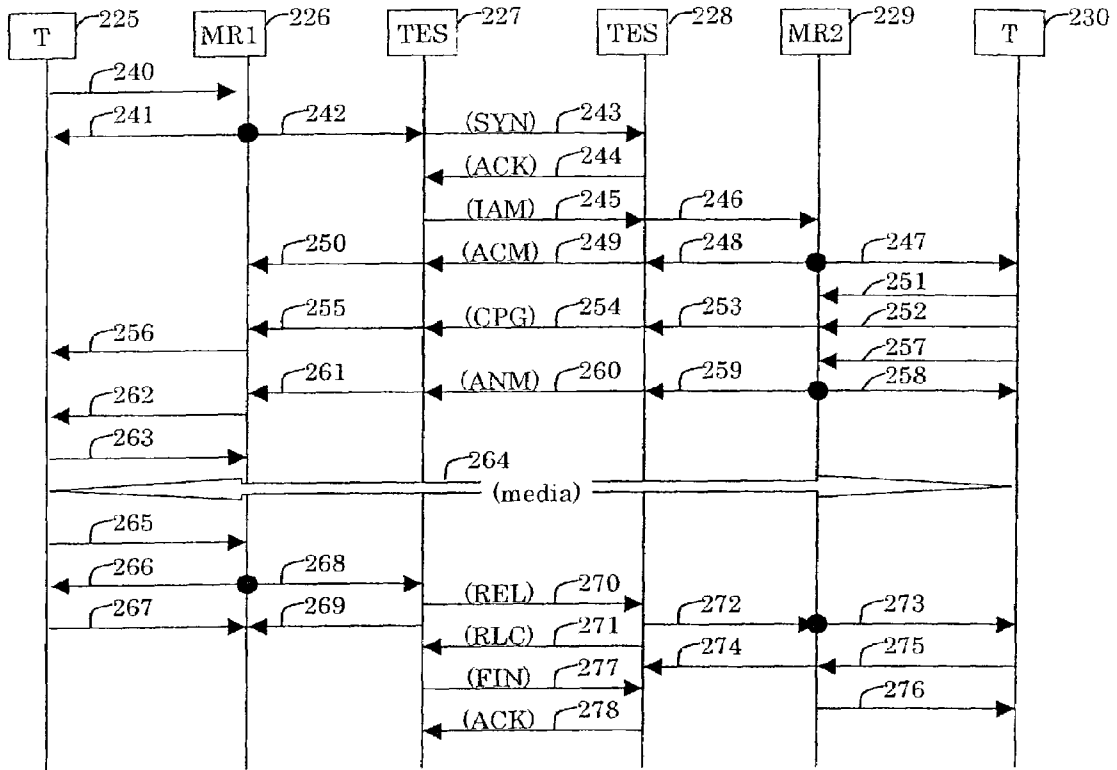 T 225 MR1 226 TES 227 TES 228 MR2 229 T 230
240
241 242 (SYN) 243
(ACK) 244
(IAM) 245 246
250 (ACM) 249 248 247
251
255 (CPG) 254 253 252
256
257
261 (ANM) 260 259 258
262
263
264
(media)
265
266 268
(REL) 270
267 269 272 273
(RLC) 271
274 275
(FIN) 277
276
(ACK) 278